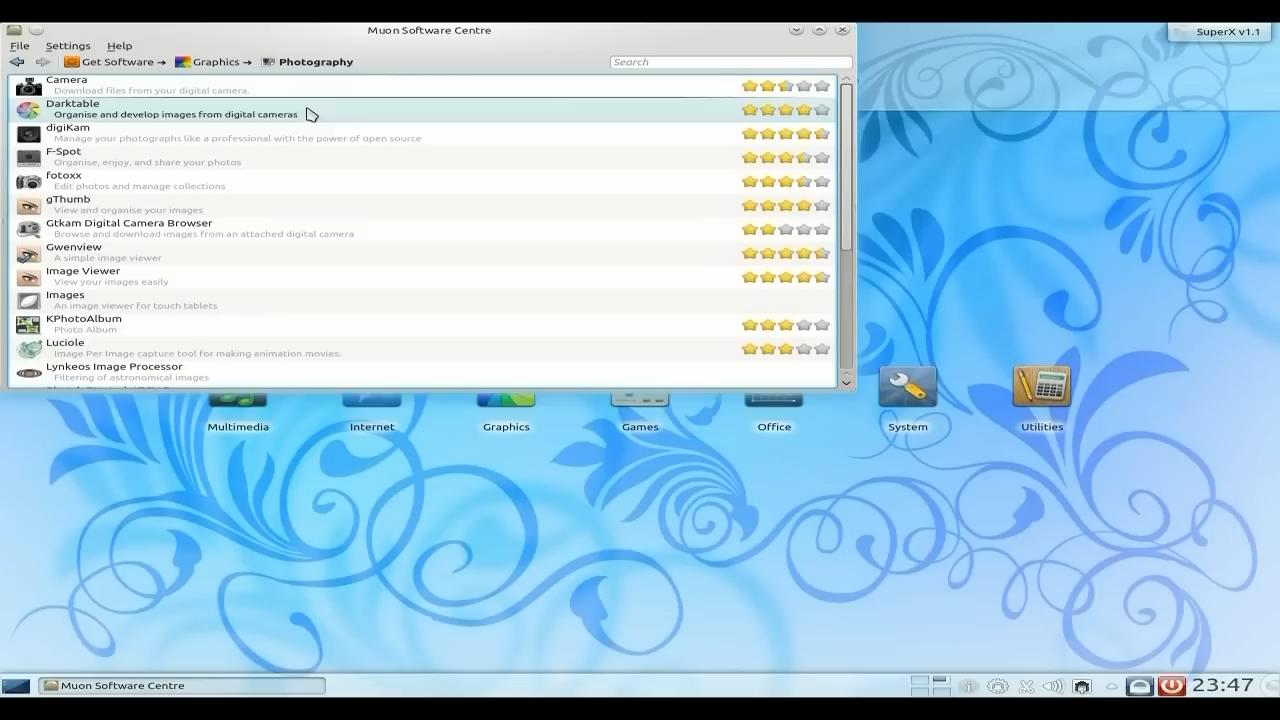 Muon Software Centre
SuperX v1.1
File Settings Help
Get Software Graphics Photography Search
Camera
Download files from your digital camera.
Darktable
Organise and develop images from digital cameras
digiKam
Manage your photographs like a professional with the power of open source
F-Spot
Organise, enjoy, and share your photos
fotoxx
Edit photos and manage collections
gThumb
View and organise your images
Gtkam Digital Camera Browser
Browse and download images from an attached digital camera
Gwenview
A simple image viewer
Image Viewer
View your images easily
Images
An image viewer for touch tablets
KPhotoAlbum
Photo Album
Luciole
Image Per Image capture tool for making animation movies.
Lynkeos Image Processor
Filtering of astronomical images
Multimedia Internet Graphics Games Office System Utilities
Muon Software Centre 23:47